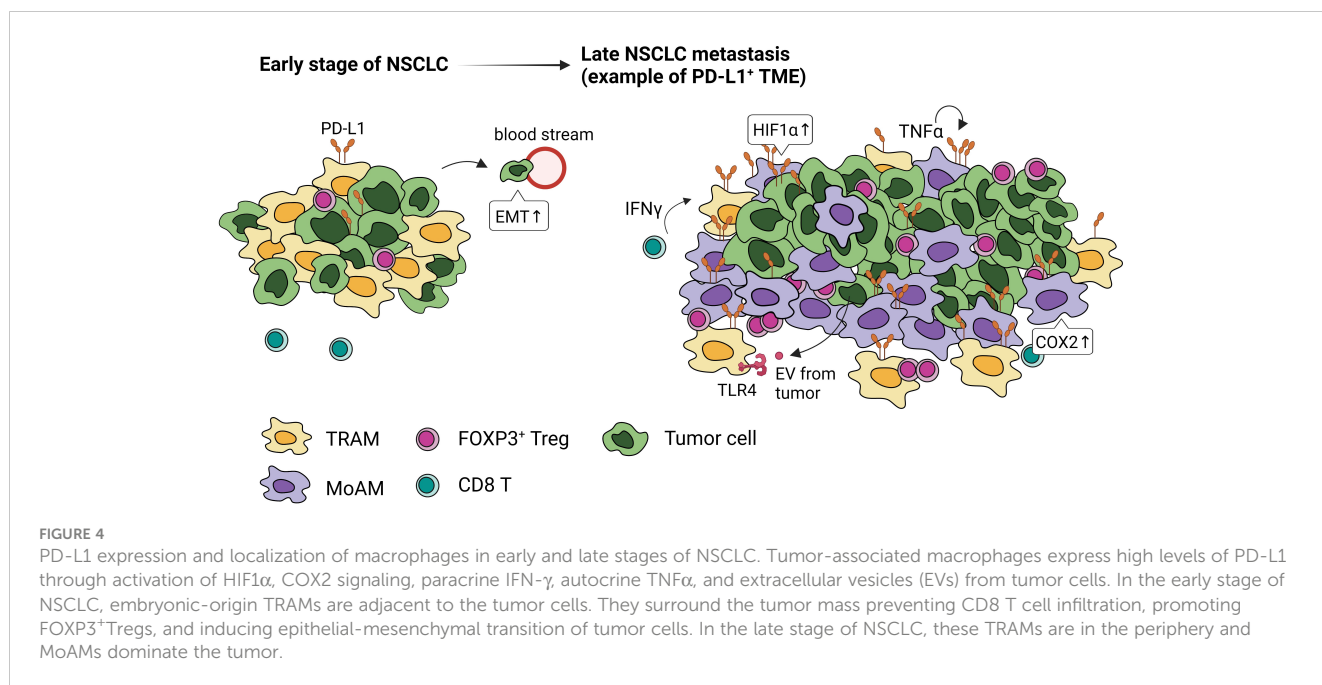 Early stage of NSCLC
Late NSCLC metastasis
(example of PD-L1⁺ TME)
PD-L1
blood stream
EMT↑
HIF1α↑
TNFα
IFNγ
COX2↑
TLR4
EV from
tumor
TRAM
FOXP3⁺ Treg
Tumor cell
MoAM
CD8 T
FIGURE 4
PD-L1 expression and localization of macrophages in early and late stages of NSCLC. Tumor-associated macrophages express high levels of PD-L1
through activation of HIF1α, COX2 signaling, paracrine IFN-γ, autocrine TNFα, and extracellular vesicles (EVs) from tumor cells. In the early stage of
NSCLC, embryonic-origin TRAMs are adjacent to the tumor cells. They surround the tumor mass preventing CD8 T cell infiltration, promoting
FOXP3⁺Tregs, and inducing epithelial-mesenchymal transition of tumor cells. In the late stage of NSCLC, these TRAMs are in the periphery and
MoAMs dominate the tumor.